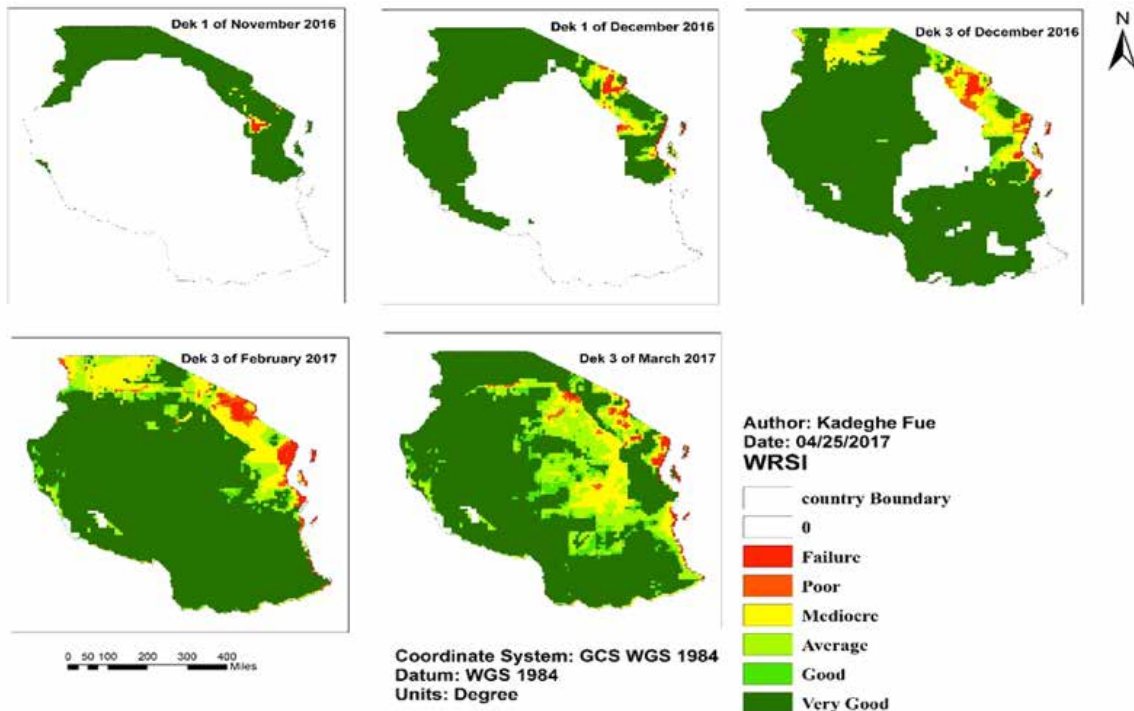 Dek 1 of November 2016
Dek 1 of December 2016
Dek 3 of December 2016
N
Dek 3 of February 2017
Dek 3 of March 2017
0 50 100 200 300 400
Miles
Coordinate System: GCS WGS 1984
Datum: WGS 1984
Units: Degree
Author: Kadeghe Fue
Date: 04/25/2017
WRSI
country Boundary
0
Failure
Poor
Mediocre
Average
Good
Very Good